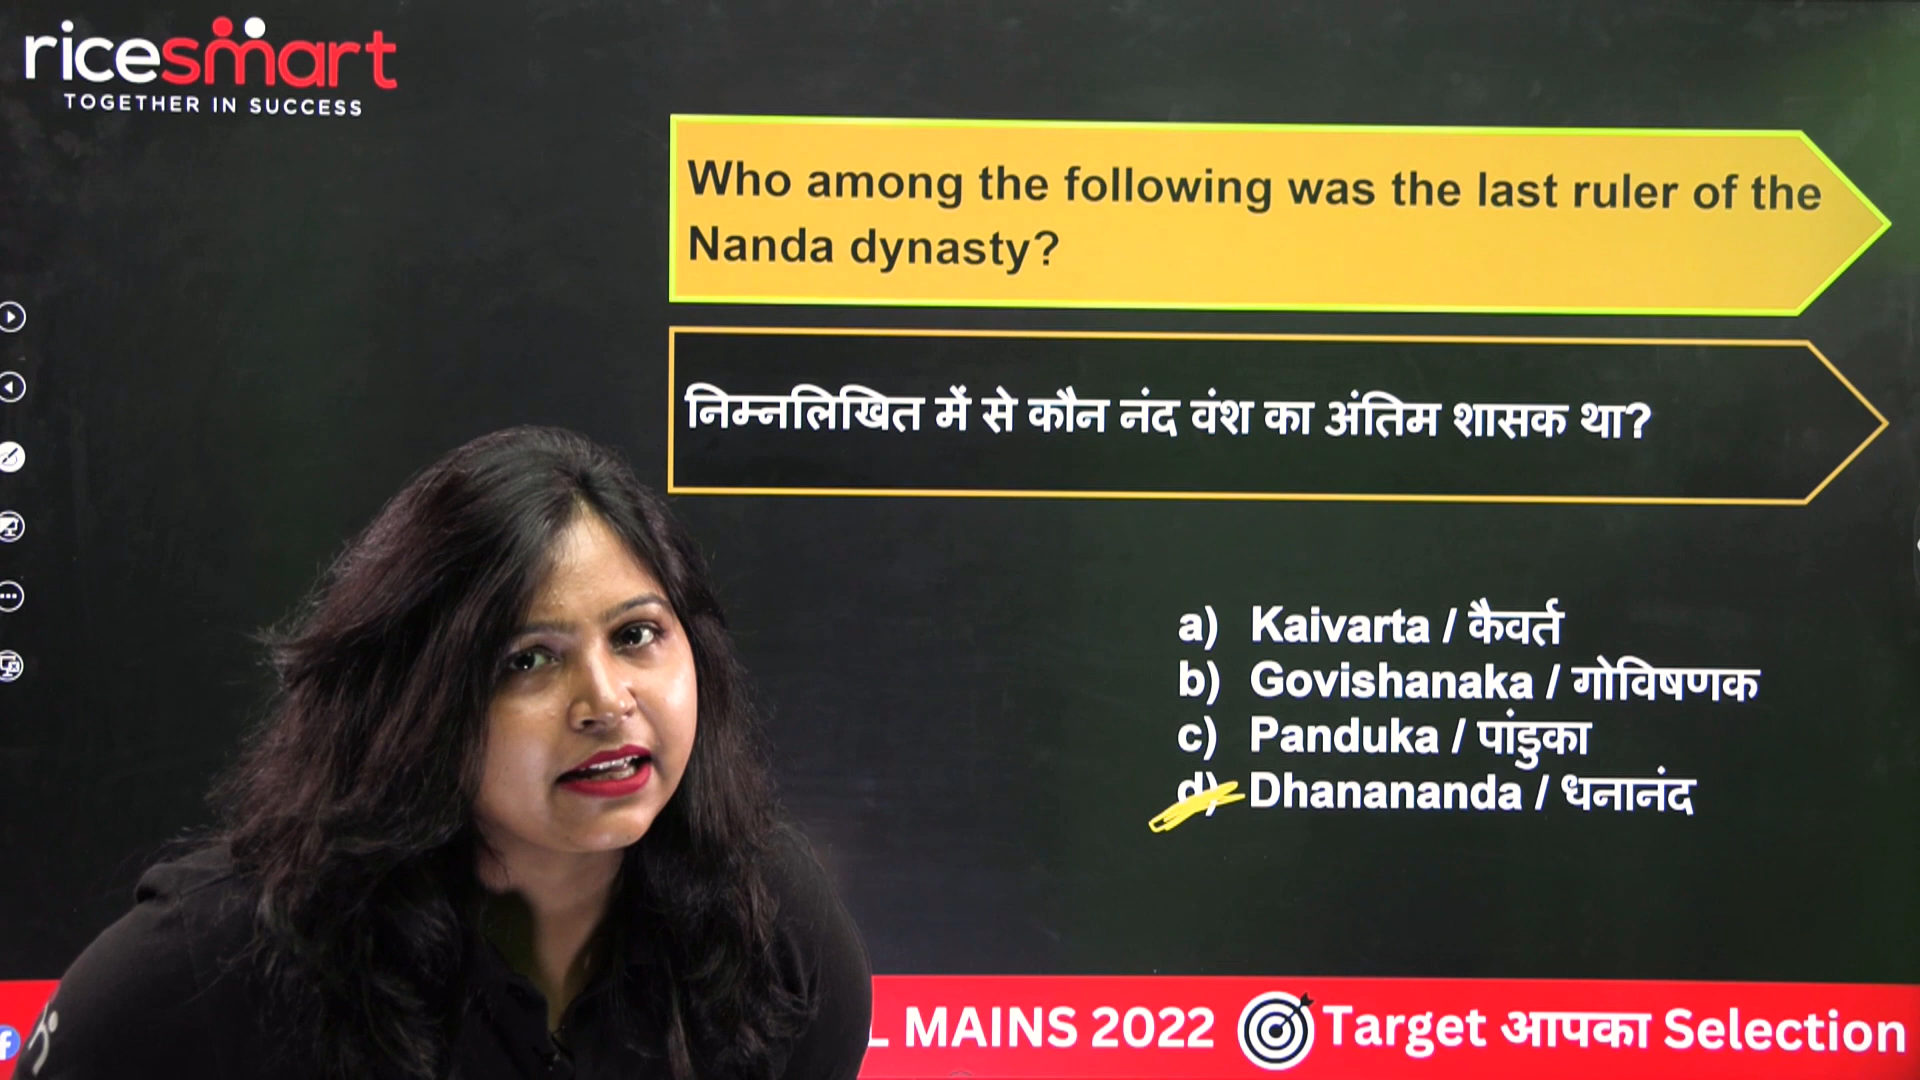 ricesmart
TOGETHER IN SUCCESS
Who among the following was the last ruler of the
Nanda dynasty?
निम्नलिखित में से कौन नंद वंश का अंतिम शासक था?
a) Kaivarta / कैवर्त
b) Govishanaka / गोविषणक
c) Panduka / पांडुका
d) Dhanananda / धनानंद
L MAINS 2022 Target आपका Selection